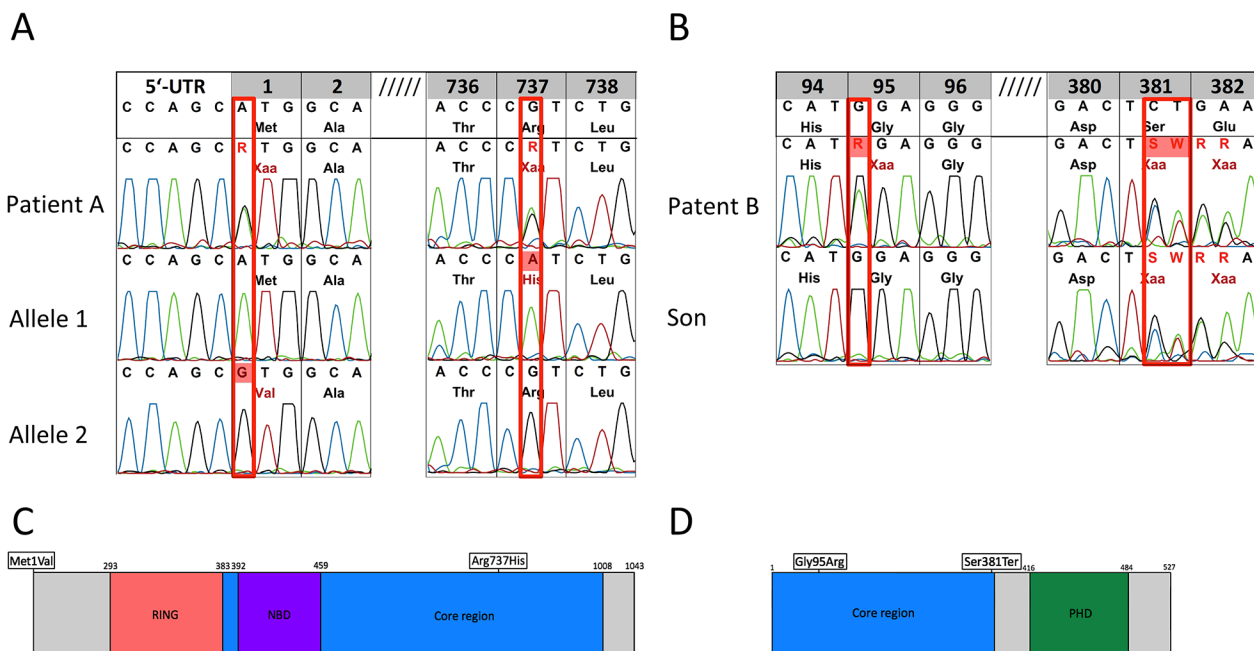 A
5‘-UTR 1 2 ///// 736 737 738
C C A G C A T G G C A A C C C G T C T G
Met Ala Thr Arg Leu
C C A G C R T G G C A A C C C R T C T G
Xaa Ala Thr Xaa Leu
Patient A
C C A G C A T G G C A A C C C A T C T G
Met Ala Thr His Leu
Allele 1
C C A G C G T G G C A A C C C G T C T G
Val Ala Thr Arg Leu
Allele 2
B
94 95 96 ///// 380 381 382
C A T G G A G G G G A C T C T G A A
His Gly Gly Asp Ser Glu
C A T R G A G G G G A C T S W R R A
His Xaa Gly Asp Xaa Xaa
Patent B
C A T G G A G G G G A C T S W R R A
His Gly Gly Asp Xaa Xaa
Son
C
Met1Val Arg737His
293 383 392 459 1008 1043
RING NBD Core region
D
Gly95Arg Ser381Ter
1 416 484 527
Core region PHD